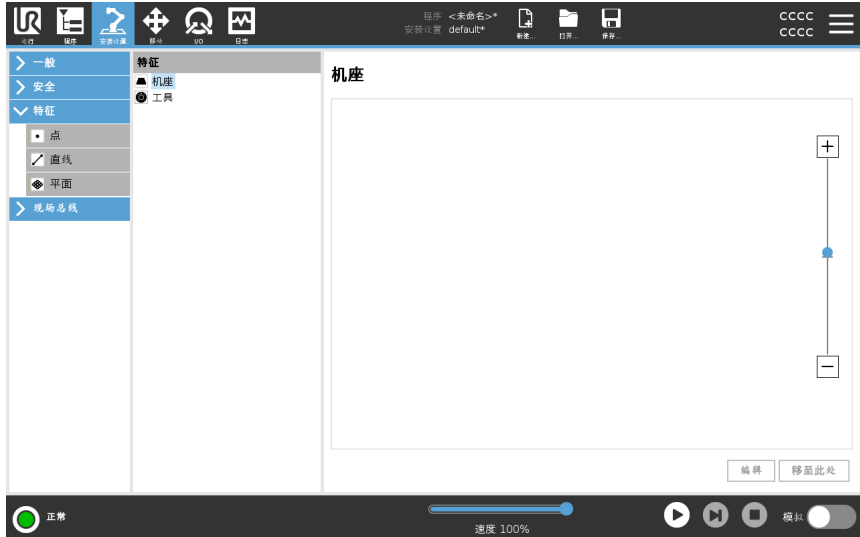 UR
程序 <未命名>*
安装设置 default*
新建...
打开...
保存...
CCCC
CCCC
运行
程序
安装设置
移动
I/O
日志
一般
安全
特征
点
直线
平面
现场总线
特征
机座
工具
机座
编辑
移至此处
正常
速度 100%
模拟